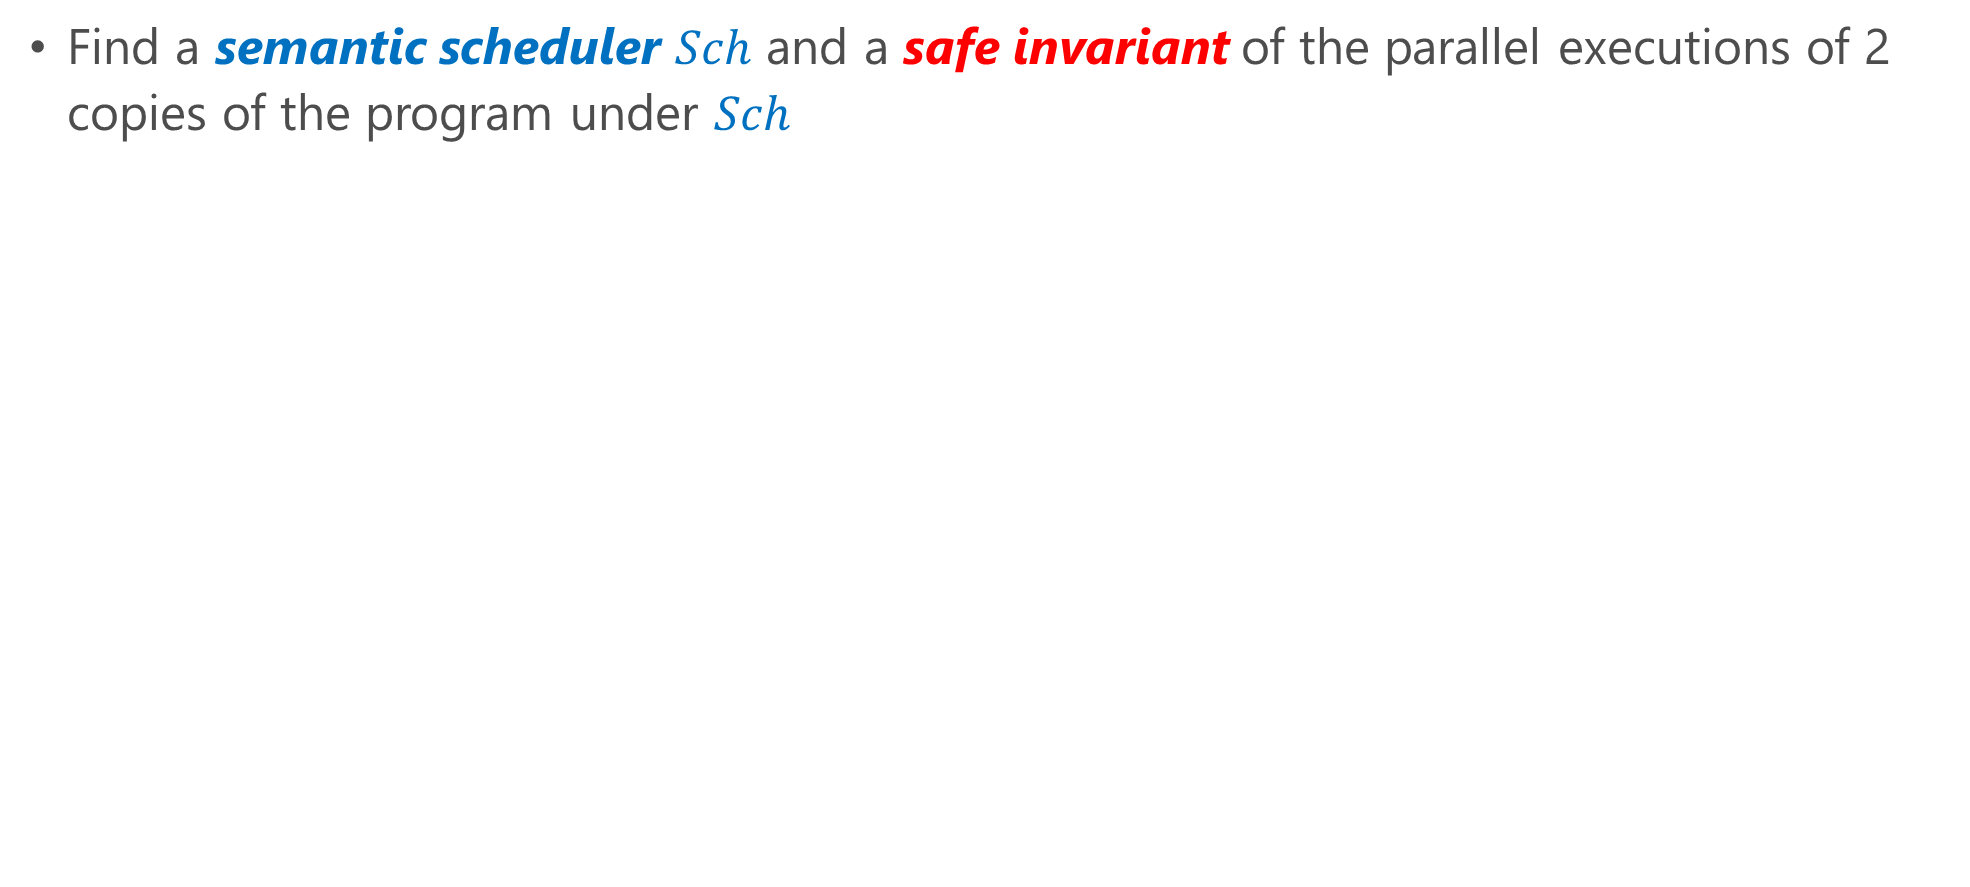 • Find a semantic scheduler Sch and a safe invariant of the parallel executions of 2
copies of the program under Sch